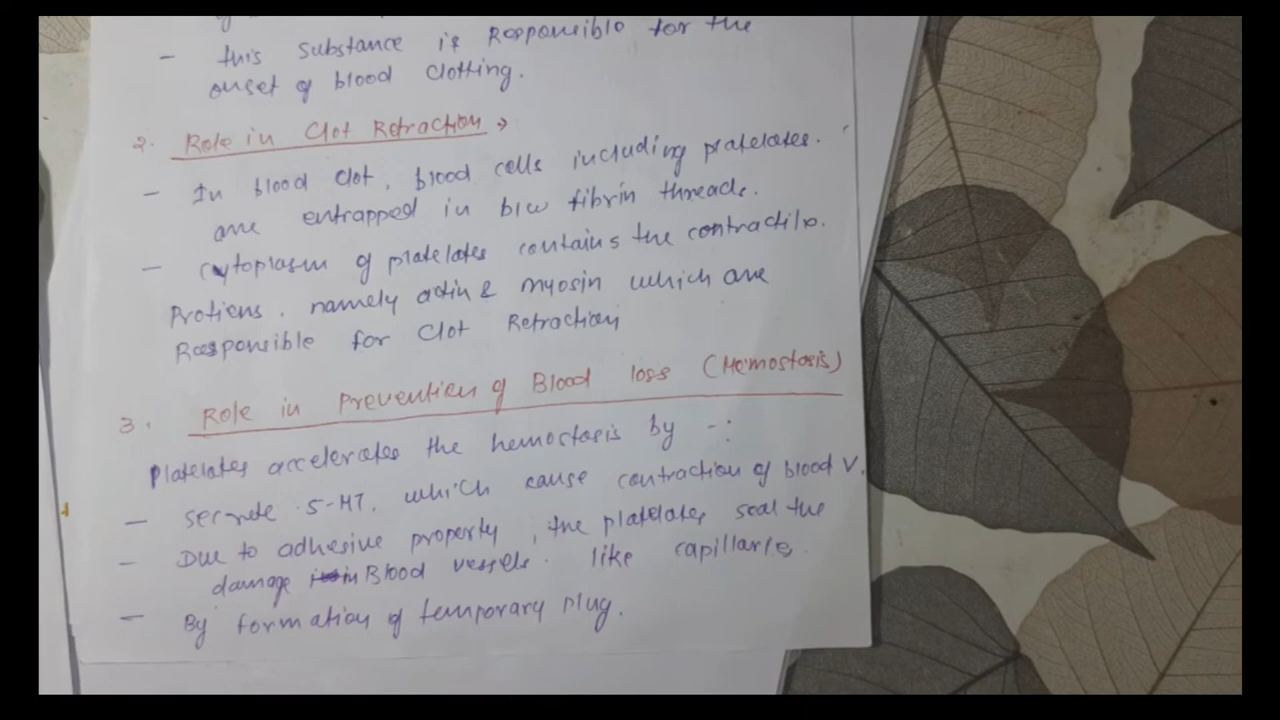 - this substance is Responsible for the
onset of blood clotting.
2. Role in Clot Retraction →
- In blood clot, blood cells including platelates.
are entrapped in b/w fibrin threads.
- Cytoplasm of platelates contains the contractile.
Protiens. namely actin & myosin which are
Responsible for Clot Retraction
3. Role in Prevention of Blood loss (Hemostasis)
Platelates accelerates the hemostasis by -:
- secrete 5-HT, which cause contraction of blood V.
- Due to adhesive property, the platelates seal the
damage in Blood vessels. like capillaries.
- By formation of temporary plug.